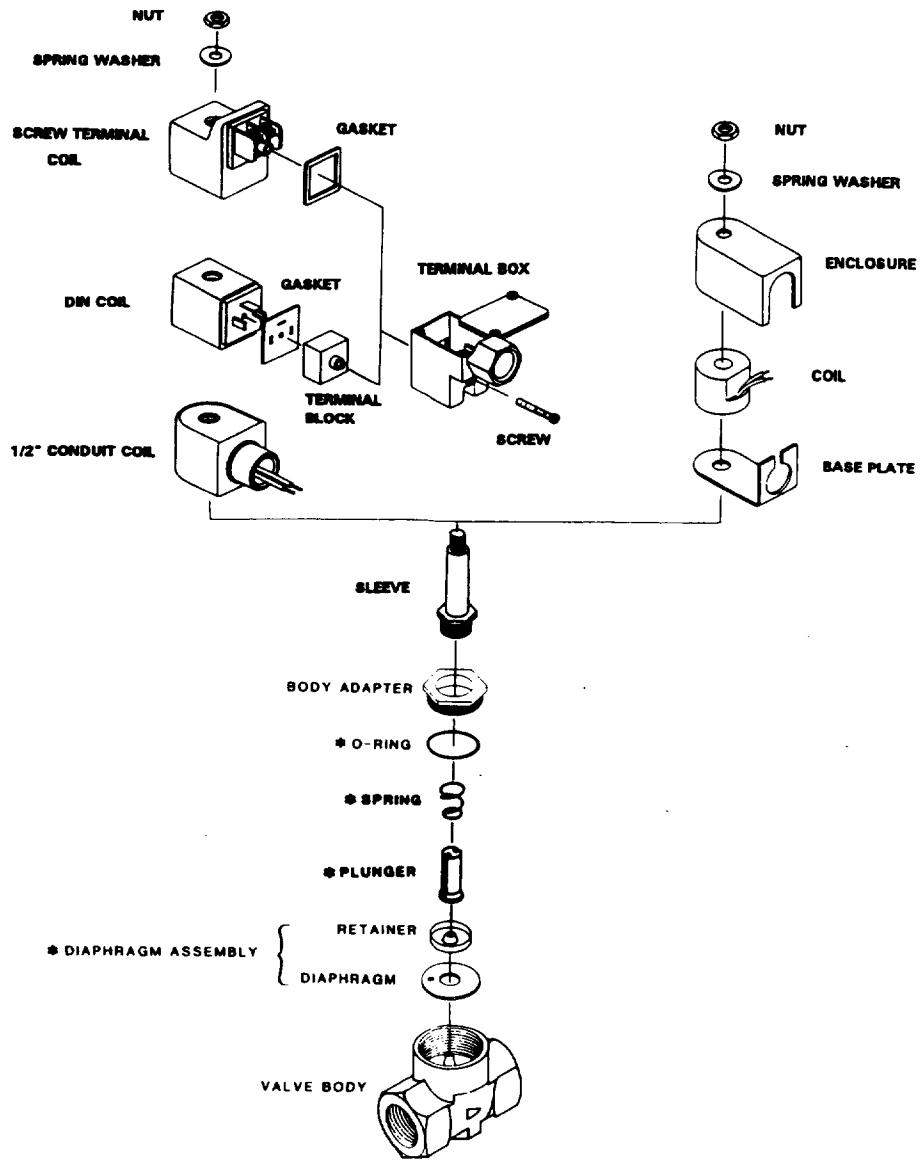 NUT
SPRING WASHER
SCREW TERMINAL
COIL
GASKET
NUT
SPRING WASHER
ENCLOSURE
TERMINAL BOX
GASKET
DIN COIL
COIL
TERMINAL
BLOCK
SCREW
1/2" CONDUIT COIL
BASE PLATE
SLEEVE
BODY ADAPTER
* O-RING
* SPRING
* PLUNGER
RETAINER
* DIAPHRAGM ASSEMBLY {
DIAPHRAGM
VALVE BODY